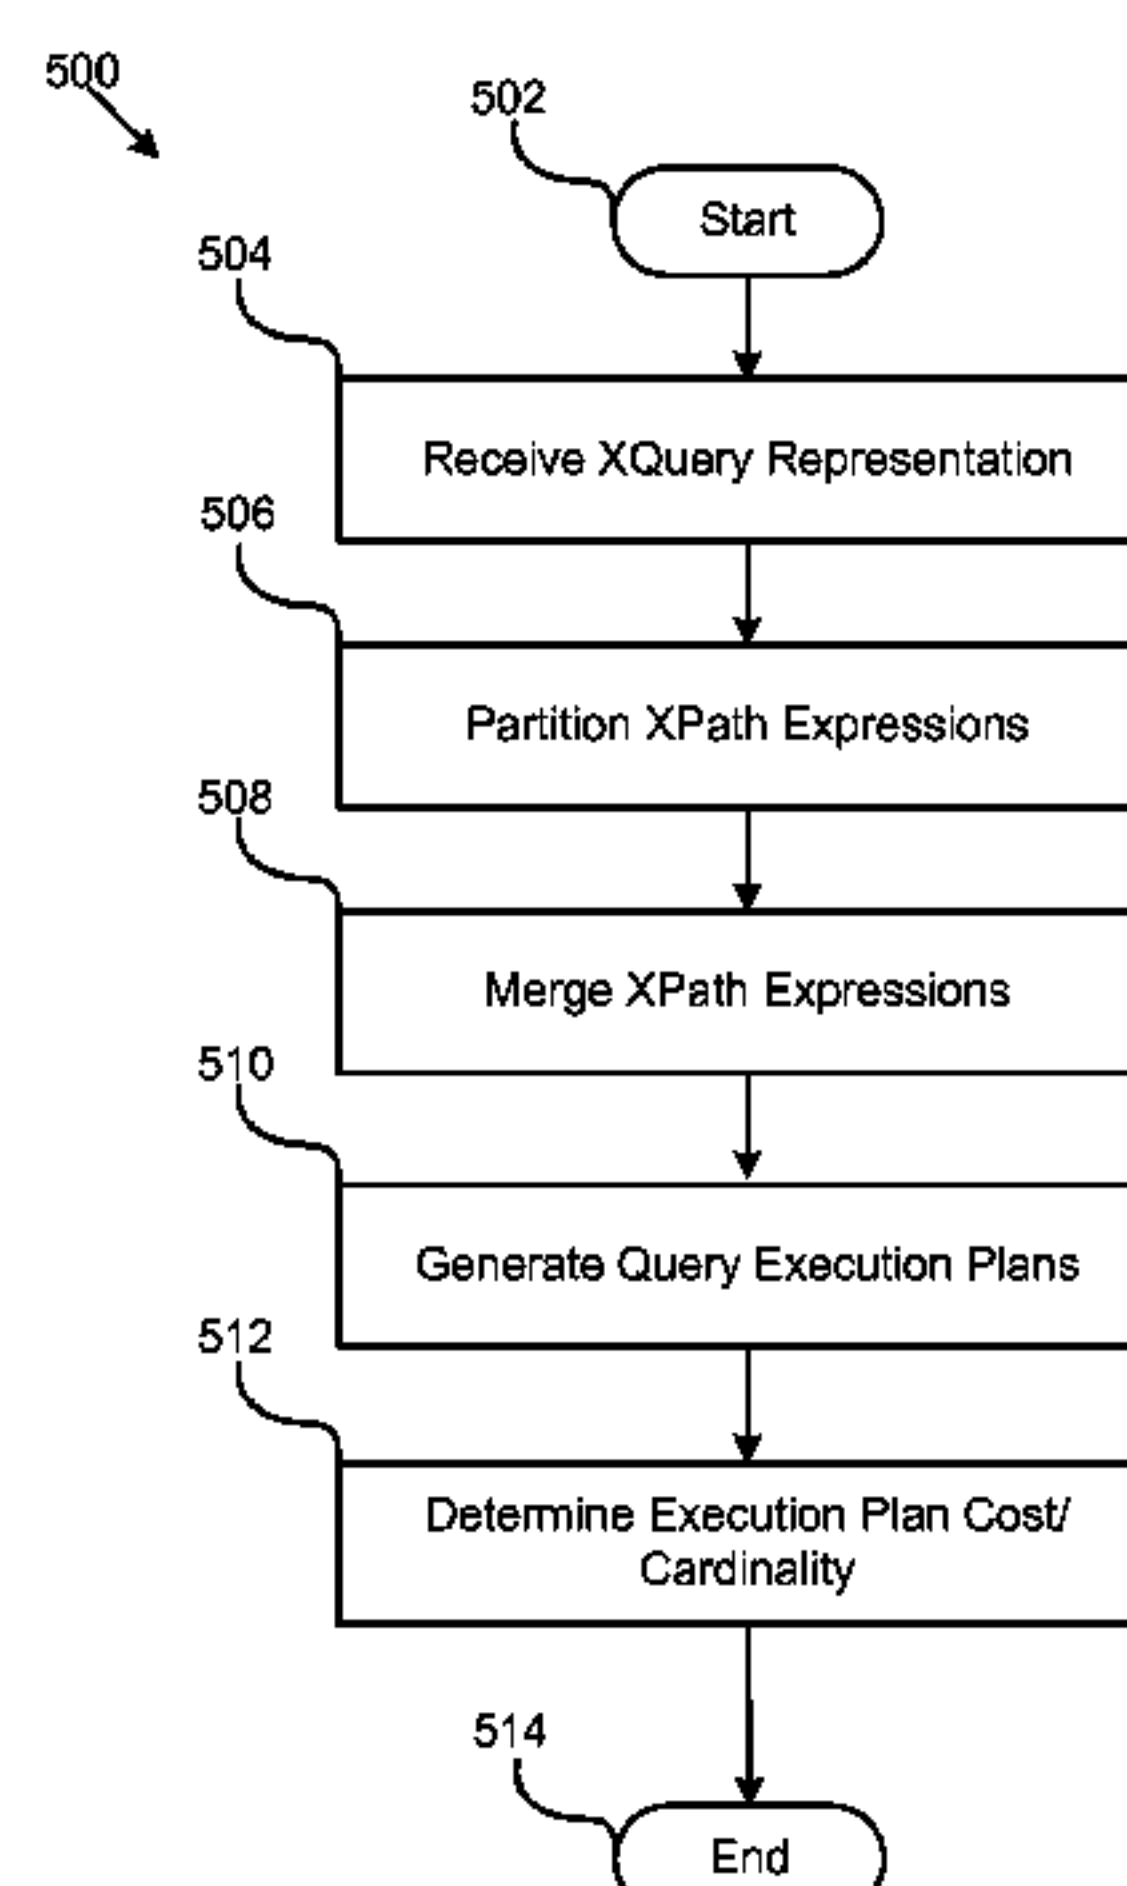 500
502
Start
504
Receive XQuery Representation
506
Partition XPath Expressions
508
Merge XPath Expressions
510
Generate Query Execution Plans
512
Determine Execution Plan Cost/
Cardinality
514
End